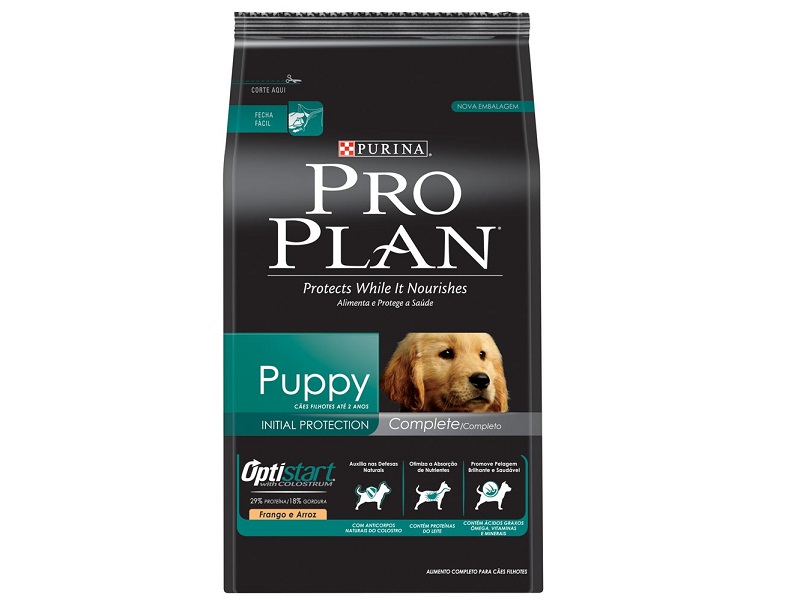 CORTE AQUI
FECHA
FÁCIL
NOVA EMBALAGEM
PURINA®
PRO
PLAN®
Protects While It Nourishes
Alimenta e Protege a Saúde
Puppy
CÃES FILHOTES ATÉ 2 ANOS
INITIAL PROTECTION
Complete/Completo
Optistart™
with COLOSTRUM
29% PROTEÍNA/18% GORDURA
Frango e Arroz
Auxilia nas Defesas
Naturais
COM ANTICORPOS
NATURAIS DO COLOSTRO
Otimiza a Absorção
de Nutrientes
CONTÉM PROTEÍNAS
DO LEITE
Promove Pelagem
Brilhante e Saudável
CONTÉM ÁCIDOS GRAXOS
ÔMEGA, VITAMINAS
E MINERAIS
ALIMENTO COMPLETO PARA CÃES FILHOTES